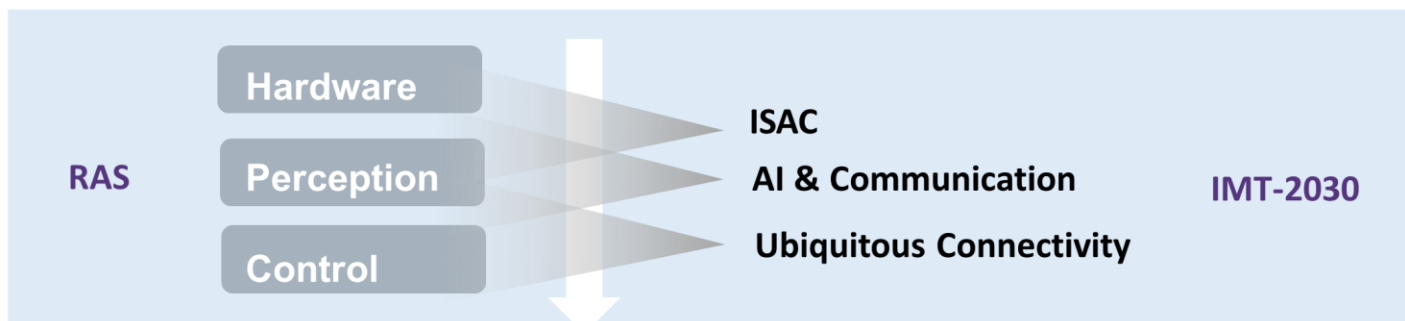 Hardware
ISAC
RAS
Perception
AI & Communication
IMT-2030
Control
Ubiquitous Connectivity